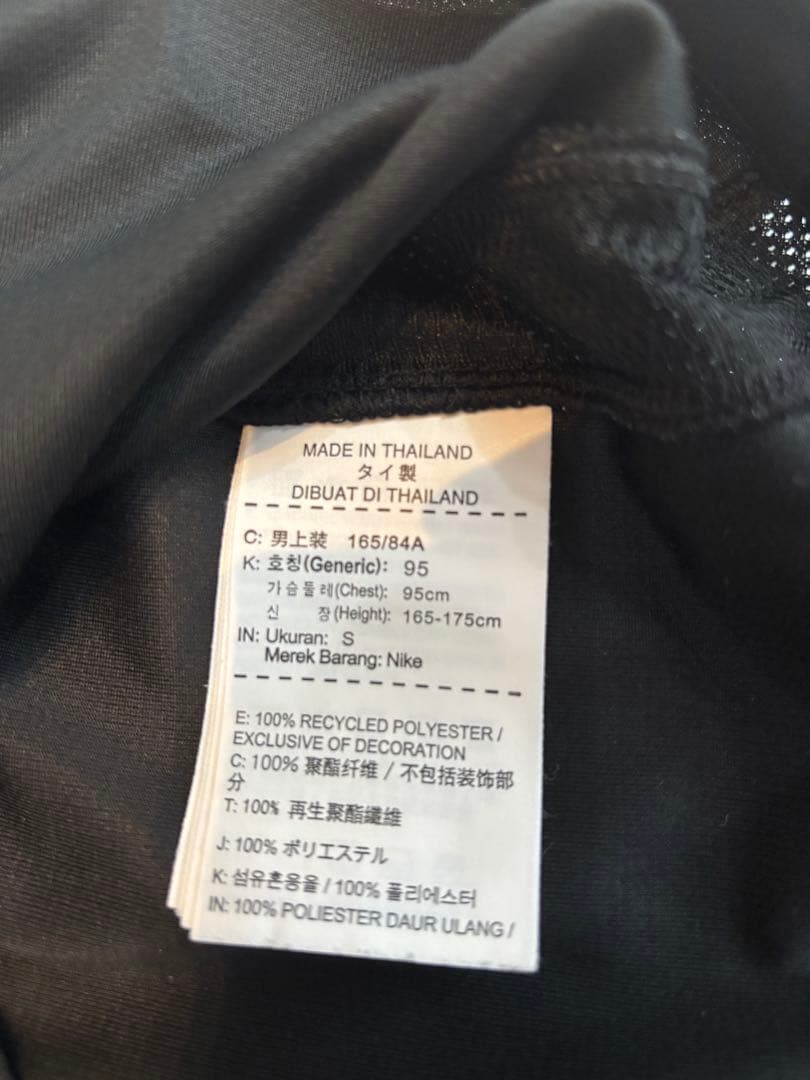 MADE IN THAILAND
タイ製
DIBUAT DI THAILAND
C: 男上装 165/84A
K: 호칭(Generic): 95
가슴둘레(Chest): 95cm
신 장(Height): 165-175cm
IN: Ukuran: S
Merek Barang: Nike
E: 100% RECYCLED POLYESTER /
EXCLUSIVE OF DECORATION
C: 100% 聚酯纤维 / 不包括装饰部
分
T: 100% 再生聚酯纖維
J: 100% ポリエステル
K: 섬유혼용율 / 100% 폴리에스터
IN: 100% POLIESTER DAUR ULANG /